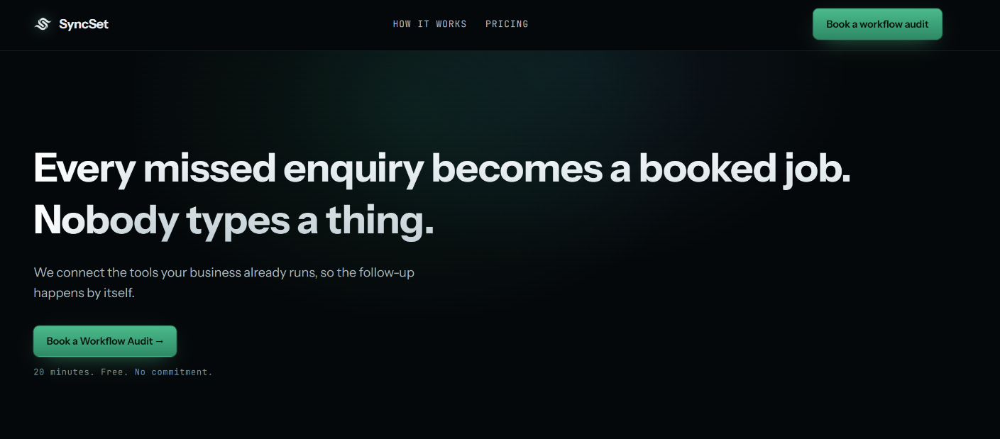 SyncSet
HOW IT WORKS
PRICING
Book a workflow audit
Every missed enquiry becomes a booked job.
Nobody types a thing.
We connect the tools your business already runs, so the follow-up
happens by itself.
Book a Workflow Audit →
20 minutes. Free. No commitment.